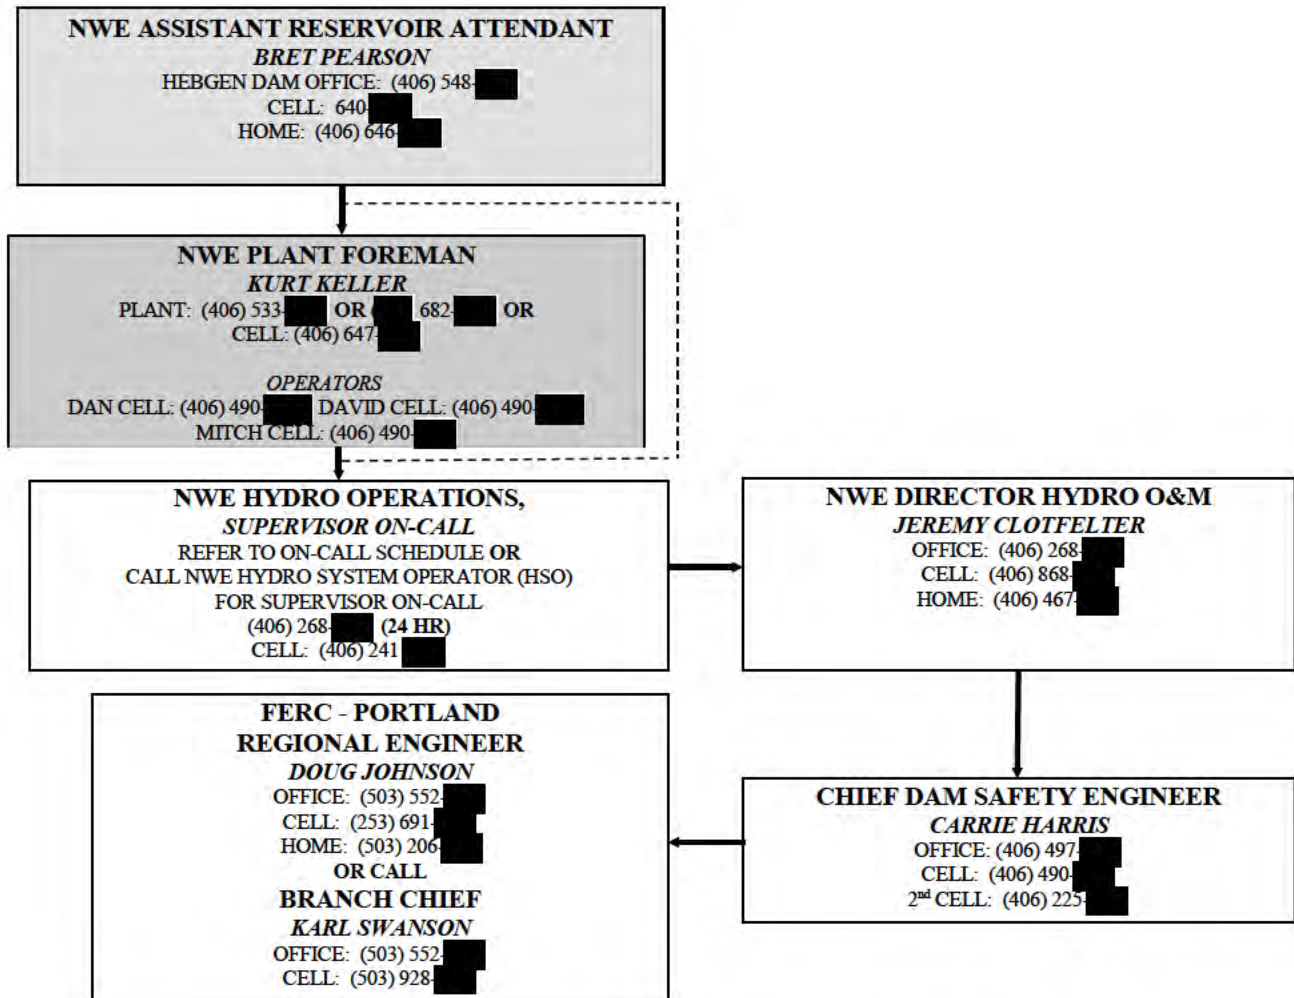 NWE ASSISTANT RESERVOIR ATTENDANT
BRET PEARSON
HEBGEN DAM OFFICE: (406) 548-
CELL: 640-
HOME: (406) 646-
NWE PLANT FOREMAN
KURT KELLER
PLANT: (406) 533- OR ( 682- OR
CELL: (406) 647-
OPERATORS
DAN CELL: (406) 490- DAVID CELL: (406) 490-
MITCH CELL: (406) 490-
NWE HYDRO OPERATIONS,
SUPERVISOR ON-CALL
REFER TO ON-CALL SCHEDULE OR
CALL NWE HYDRO SYSTEM OPERATOR (HSO)
FOR SUPERVISOR ON-CALL
(406) 268- (24 HR)
CELL: (406) 241
NWE DIRECTOR HYDRO O&M
JEREMY CLOTFELTER
OFFICE: (406) 268-
CELL: (406) 868-
HOME: (406) 467-
CHIEF DAM SAFETY ENGINEER
CARRIE HARRIS
OFFICE: (406) 497-
CELL: (406) 490-
2nd CELL: (406) 225-
FERC - PORTLAND
REGIONAL ENGINEER
DOUG JOHNSON
OFFICE: (503) 552-
CELL: (253) 691-
HOME: (503) 206-
OR CALL
BRANCH CHIEF
KARL SWANSON
OFFICE: (503) 552-
CELL: (503) 928-